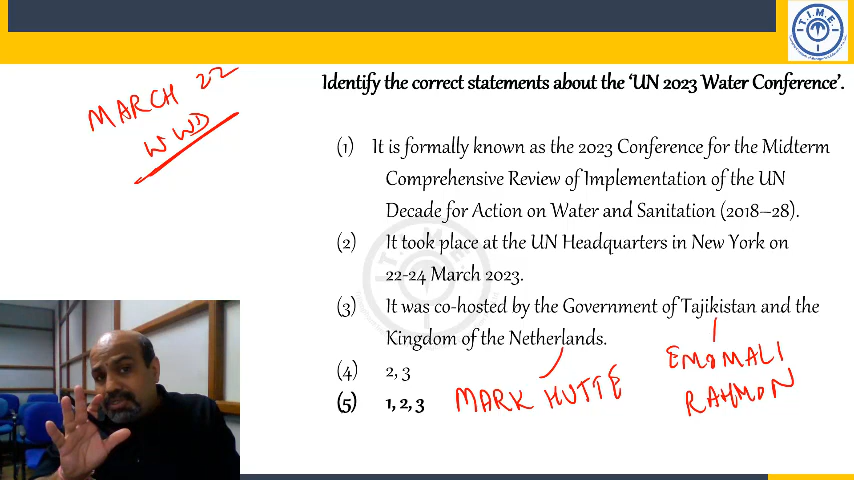 T.I.M.E.
MARCH 22
WWD
Identify the correct statements about the ‘UN 2023 Water Conference’.
(1) It is formally known as the 2023 Conference for the Midterm
Comprehensive Review of Implementation of the UN
Decade for Action on Water and Sanitation (2018–28).
(2) It took place at the UN Headquarters in New York on
22-24 March 2023.
(3) It was co-hosted by the Government of Tajikistan and the
Kingdom of the Netherlands.
(4) 2, 3
(5) 1, 2, 3
MARK HUTTE
EMOMALI
RAHMON